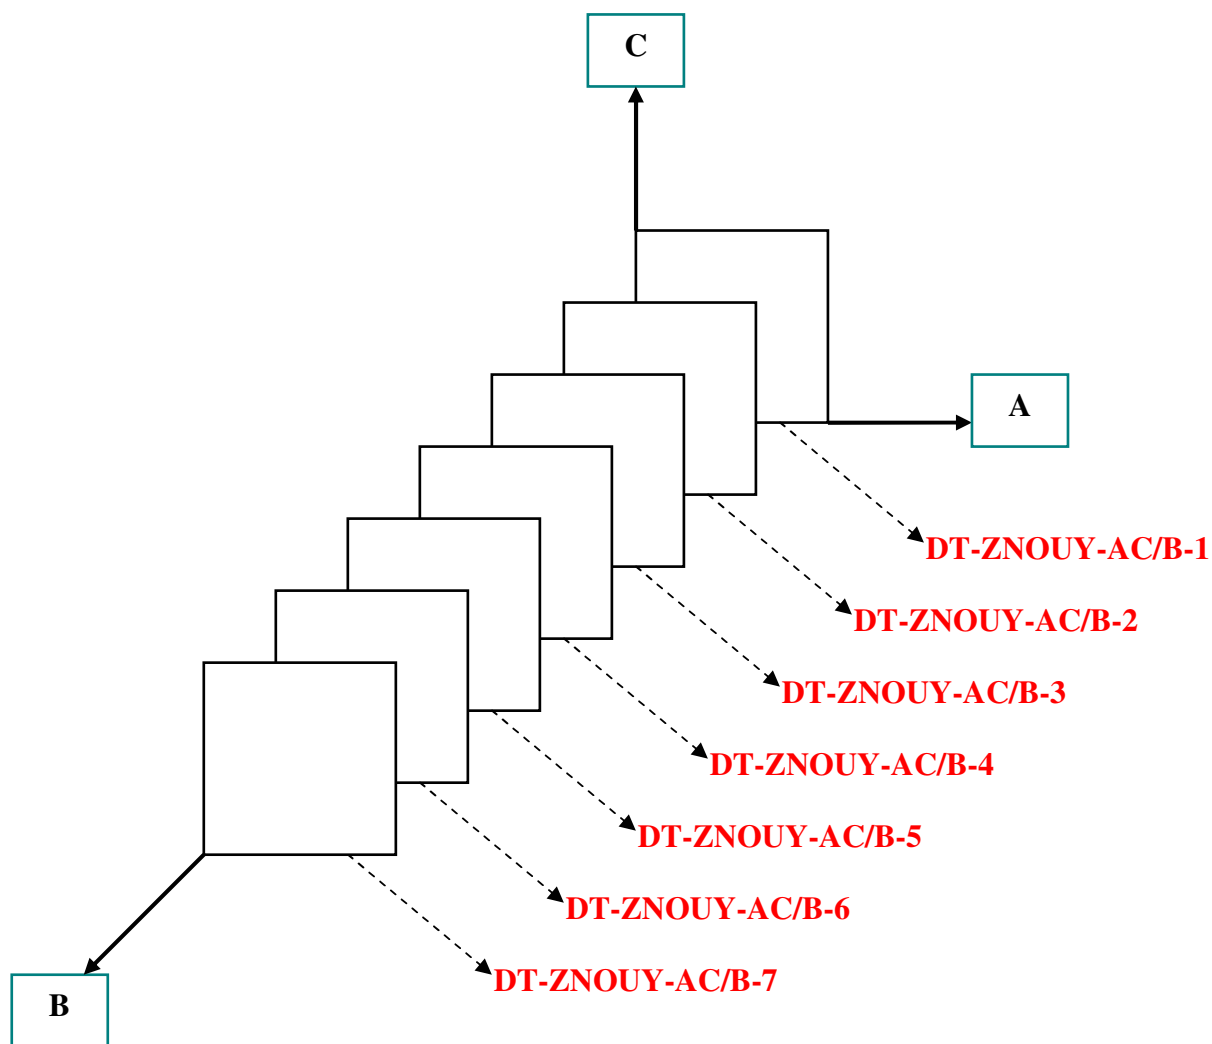 C
A
DT-ZNOUY-AC/B-1
DT-ZNOUY-AC/B-2
DT-ZNOUY-AC/B-3
DT-ZNOUY-AC/B-4
DT-ZNOUY-AC/B-5
DT-ZNOUY-AC/B-6
DT-ZNOUY-AC/B-7
B